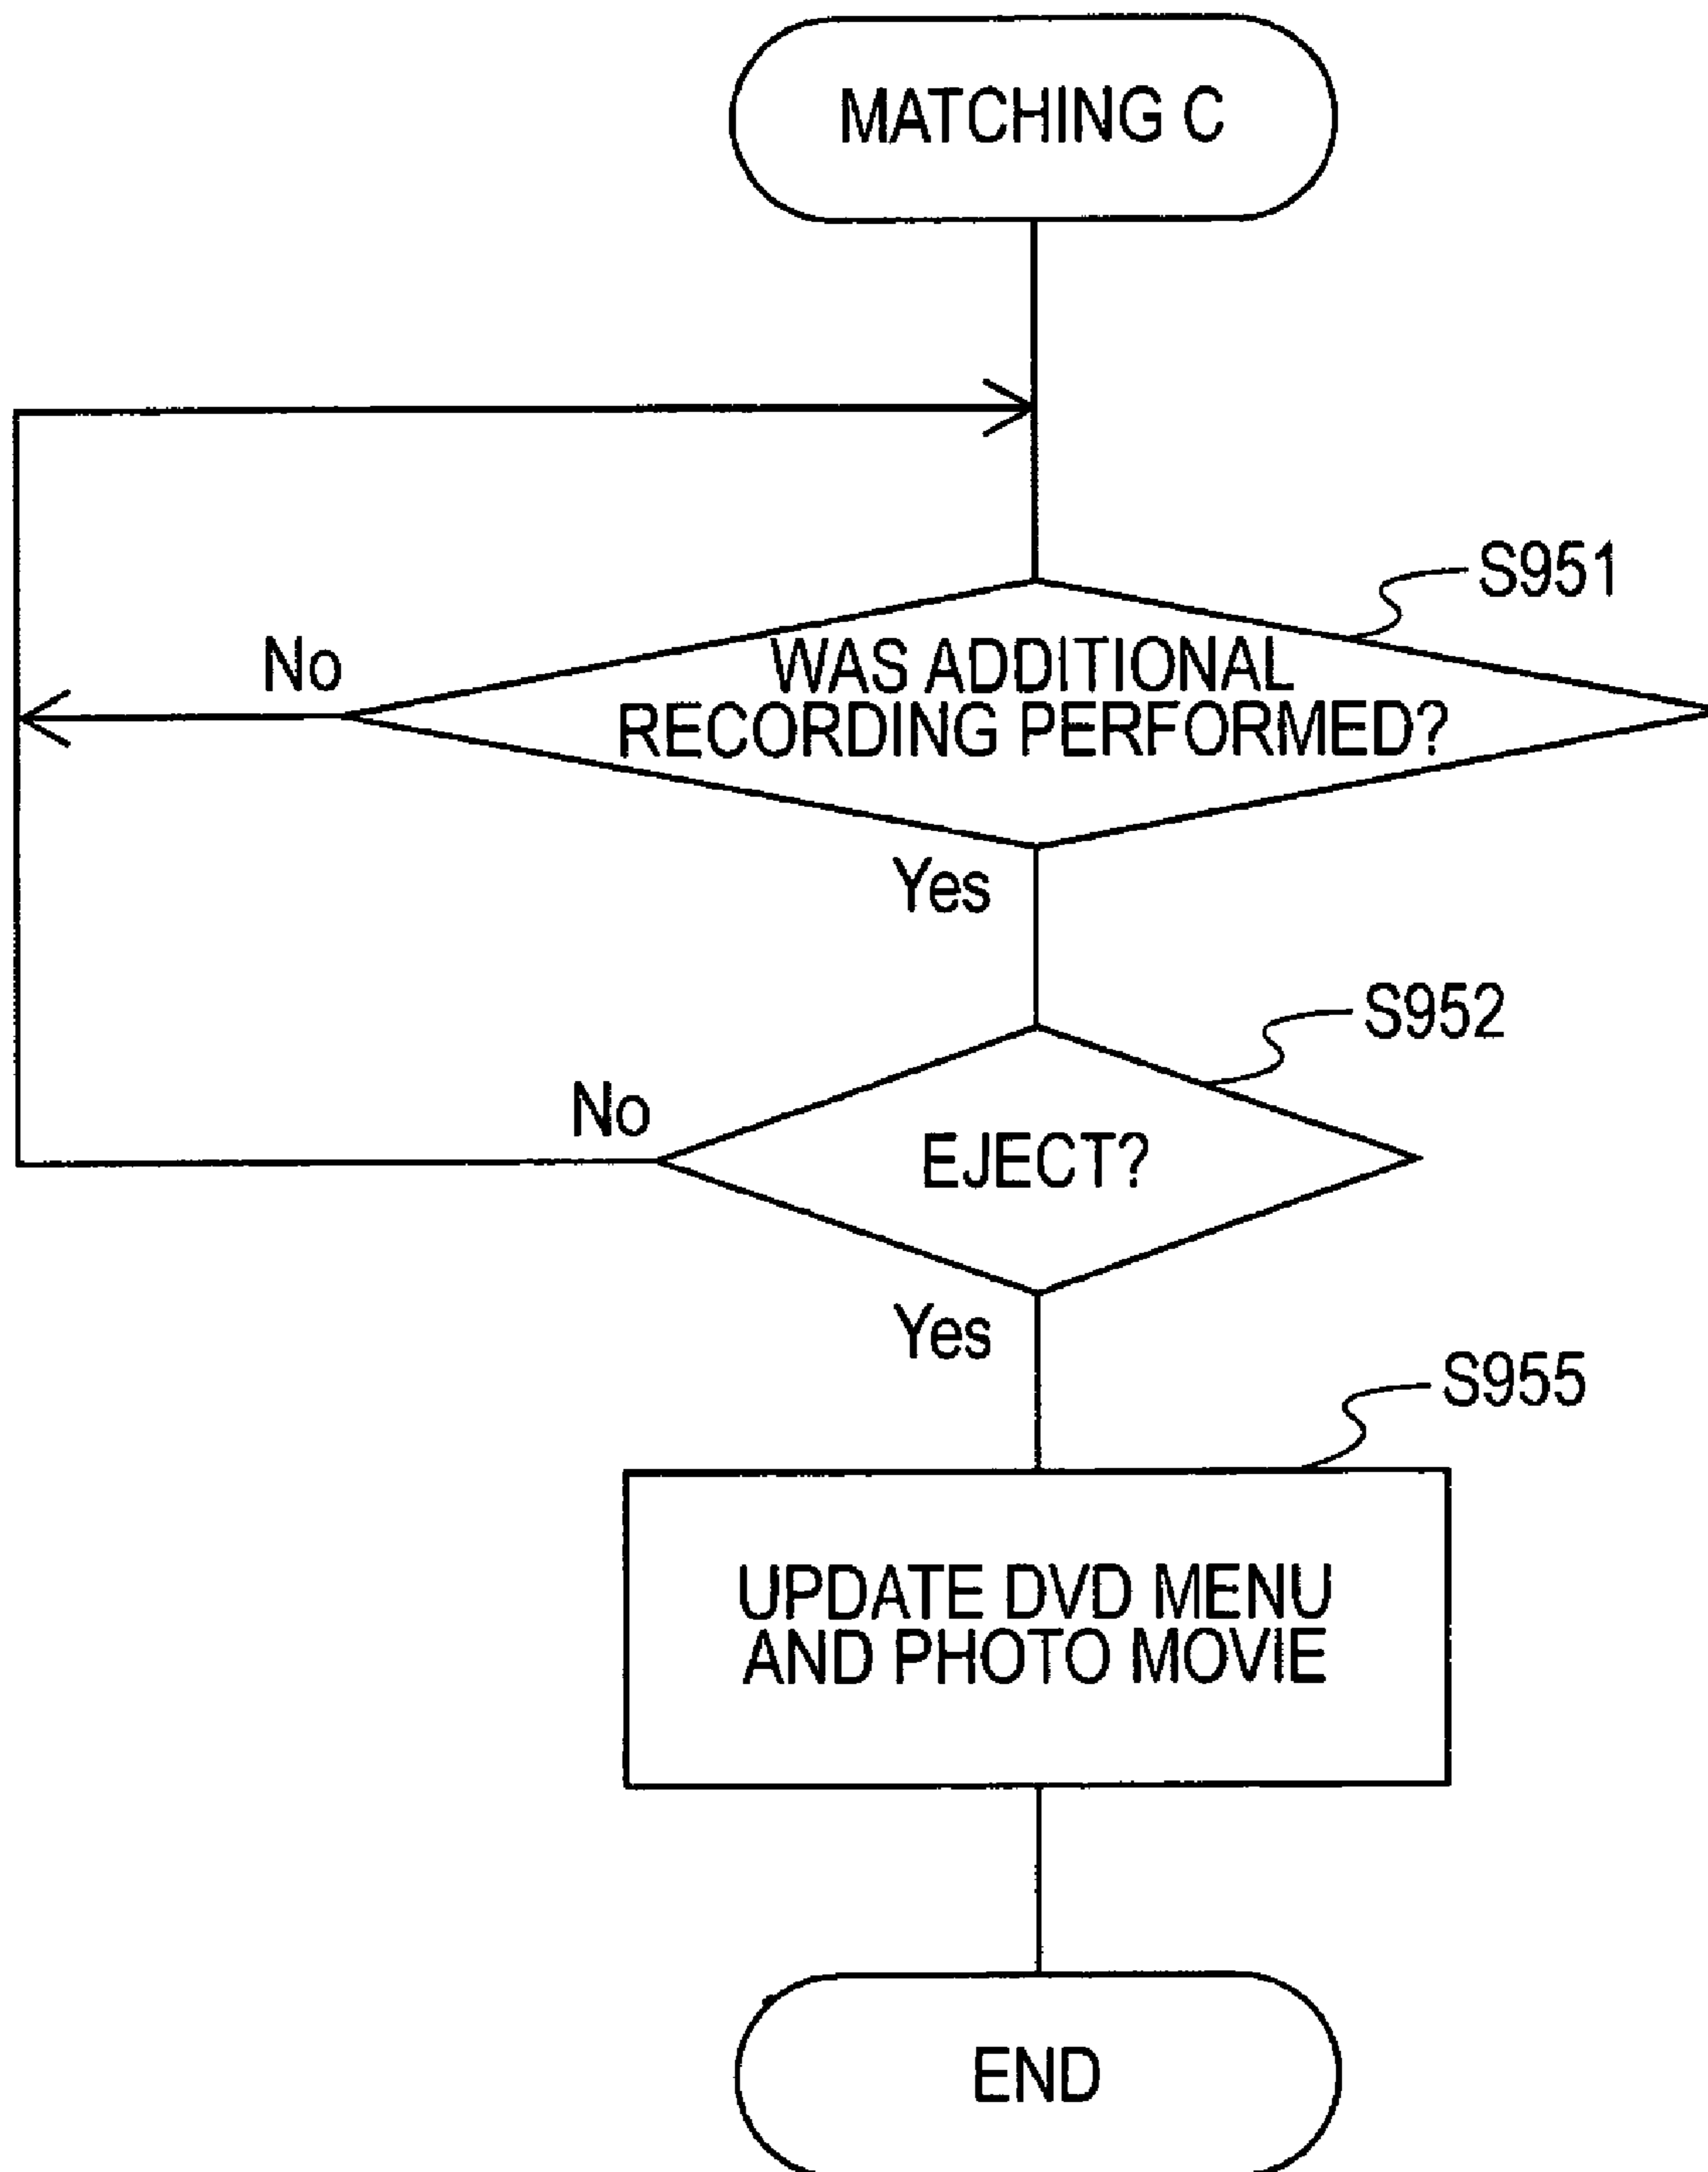 MATCHING C
S951
No
WAS ADDITIONAL
RECORDING PERFORMED?
Yes
S952
No
EJECT?
Yes
S955
UPDATE DVD MENU
AND PHOTO MOVIE
END